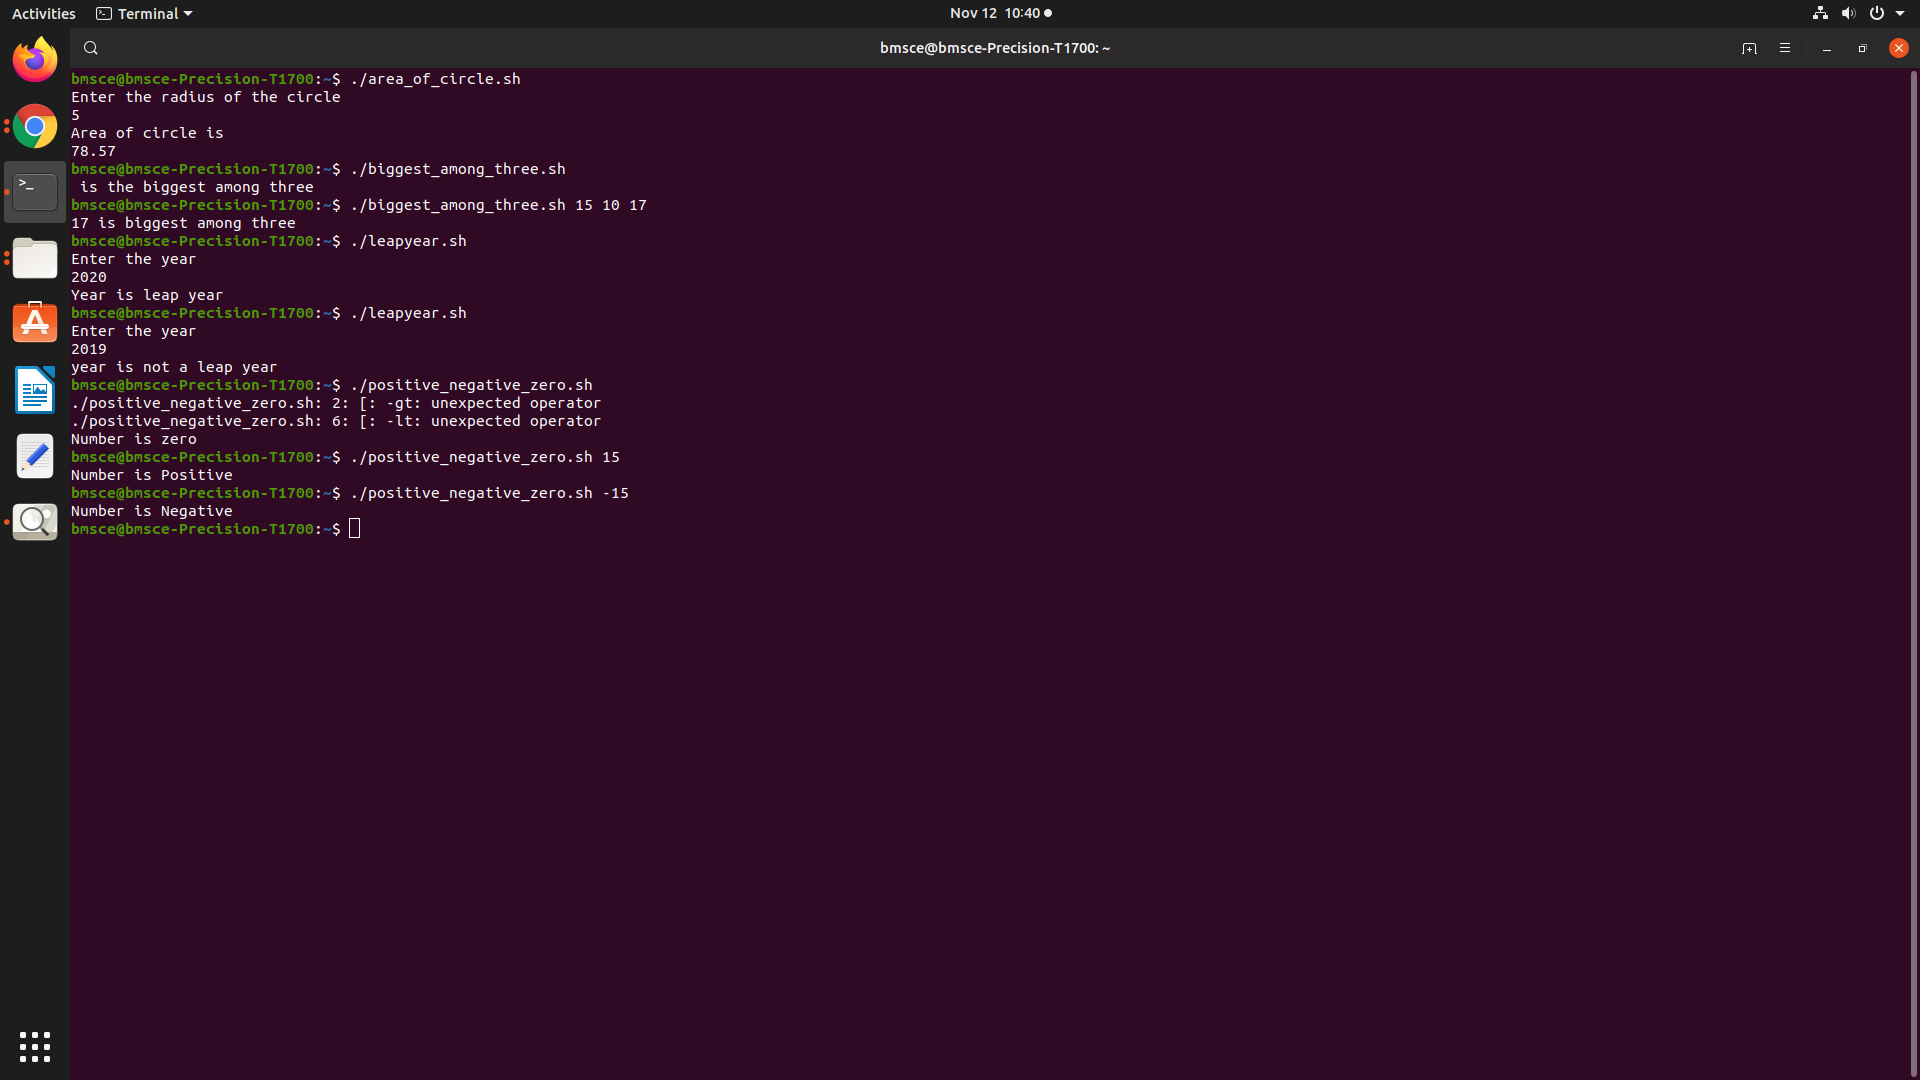 Activities Terminal Nov 12 10:40
bmsce@bmsce-Precision-T1700: ~
bmsce@bmsce-Precision-T1700:~$ ./area_of_circle.sh
Enter the radius of the circle
5
Area of circle is
78.57
bmsce@bmsce-Precision-T1700:~$ ./biggest_among_three.sh
 is the biggest among three
bmsce@bmsce-Precision-T1700:~$ ./biggest_among_three.sh 15 10 17
17 is biggest among three
bmsce@bmsce-Precision-T1700:~$ ./leapyear.sh
Enter the year
2020
Year is leap year
bmsce@bmsce-Precision-T1700:~$ ./leapyear.sh
Enter the year
2019
year is not a leap year
bmsce@bmsce-Precision-T1700:~$ ./positive_negative_zero.sh
./positive_negative_zero.sh: 2: [: -gt: unexpected operator
./positive_negative_zero.sh: 6: [: -lt: unexpected operator
Number is zero
bmsce@bmsce-Precision-T1700:~$ ./positive_negative_zero.sh 15
Number is Positive
bmsce@bmsce-Precision-T1700:~$ ./positive_negative_zero.sh -15
Number is Negative
bmsce@bmsce-Precision-T1700:~$